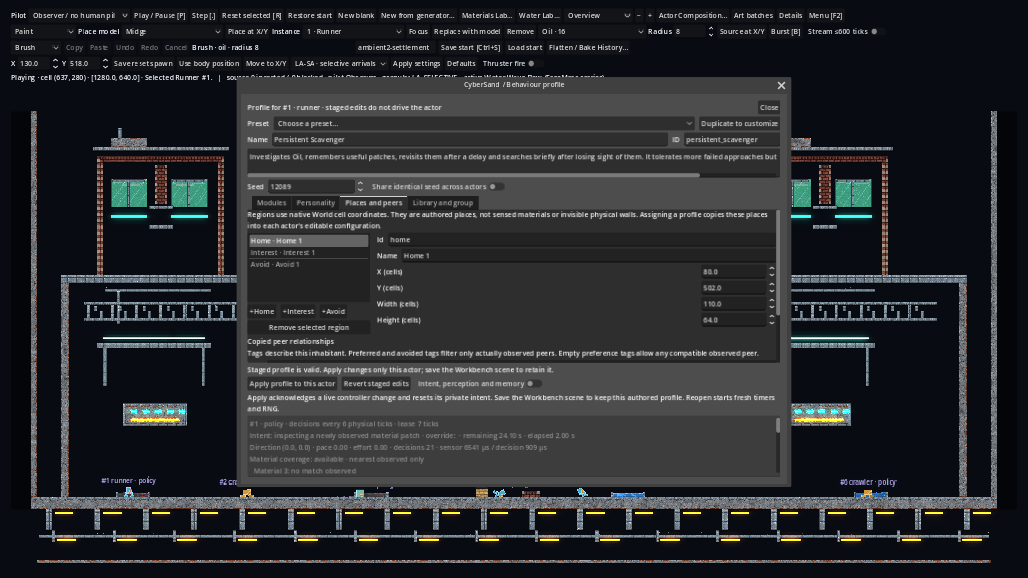 Pilot Observer / no human pil Play / Pause [P] Step [.] Reset selected [R] Restore start New blank New from generator... Materials Lab... Water Lab... Overview − + Actor Composition... Art batches Details Menu [F2]
Paint Place model Midge Place at X/Y Instance 1 · Runner Focus Replace with model Remove Oil · 16 Radius 8 Source at X/Y Burst [B] Stream ≤600 ticks
Brush Copy Paste Undo Redo Cancel Brush · oil · radius 8 ambient2-settlement Save start [Ctrl+S] Load start Flatten / Bake History...
X 130.0 Y 518.0 Save rets pawn Use body position Move to X/Y LA-SA - selective arrivals Apply settings Defaults Thruster fire
Playing · cell (637, 280) · [1280.0, 640.0] · Selected Runner #1. |
CyberSand / Behaviour profile
Profile for #1 · runner · staged edits do not drive the actor Close
Preset Choose a preset... Duplicate to customize
Name Persistent Scavenger ID persistent_scavenger
Investigates Oil, remembers useful patches, revisits them after a delay and searches briefly after losing sight of them. It tolerates more failed approaches but
Seed 12089 Share identical seed across actors
Modules Personality Places and peers Library and group
Regions use native World cell coordinates. They are authored places, not sensed materials or invisible physical walls. Assigning a profile copies these places
into each actor's editable configuration.
Home · Home 1 Id home
Interest · Interest 1 Name Home 1
Avoid · Avoid 1 X (cells) 80.0
Y (cells) 502.0
Width (cells) 110.0
+Home +Interest +Avoid Height (cells) 64.0
Remove selected region
Copied peer relationships
Tags describe this inhabitant. Preferred and avoided tags filter only actually observed peers. Empty preference tags allow any compatible observed peer.
Staged profile is valid. Apply changes only this actor; save the Workbench scene to retain it.
Apply profile to this actor Revert staged edits Intent, perception and memory
Apply acknowledges a live controller change and resets its private intent. Save the Workbench scene to keep this authored profile. Reopen starts fresh timers
and RNG.
#1 · policy · decisions every 6 physical ticks · lease 7 ticks
Intent: inspecting a newly observed material patch · override: · remaining 24.10 s · elapsed 2.00 s
Direction (0.0, 0.0) · pace 0.00 · effort 0.00 · decisions 21 · sensor 6541 µs / decision 909 µs
Material coverage: available · nearest observed only
Material 3: no match observed
#1 runner · policy
#6 crawler · policy